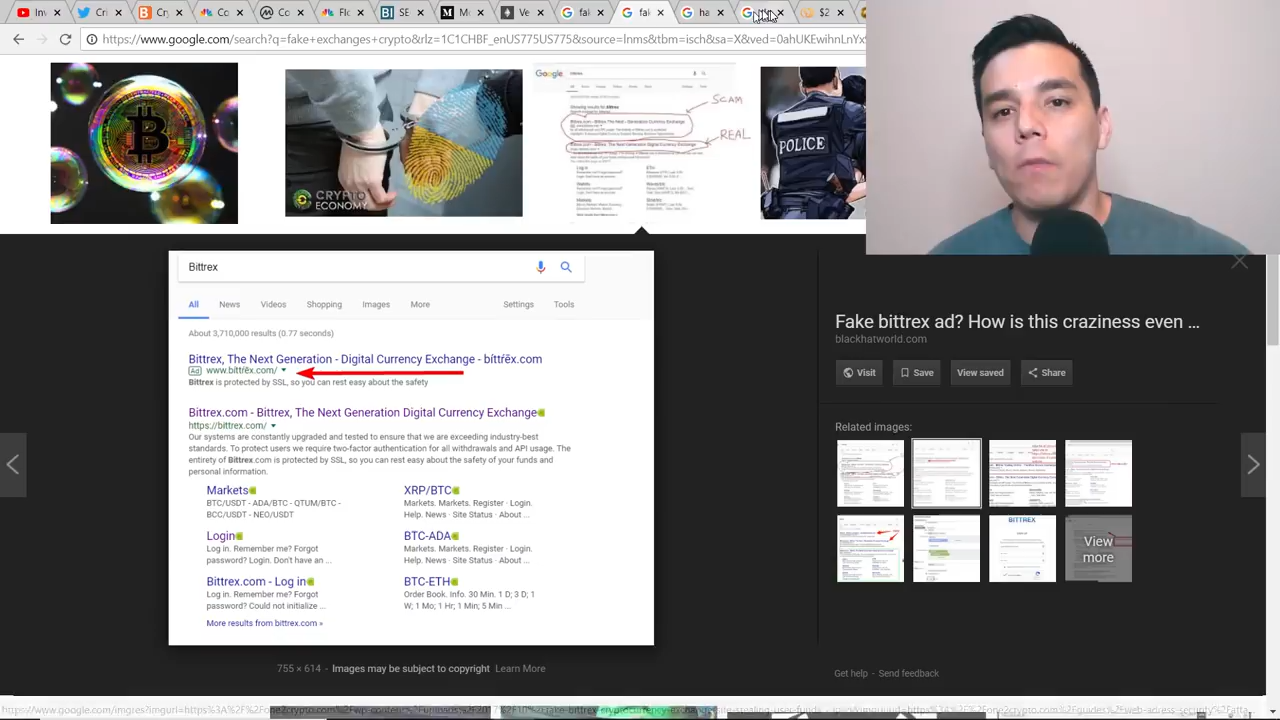 https://www.google.com/search?q=fake+exchanges+crypto&rlz=1C1CHBF_enUS775US775&source=lnms&tbm=isch&sa=X&ved=0ahUKEwihnLnYx
CRYPTO
ECONOMY
Google
SCAM
REAL
POLICE
Bittrex
All News Videos Shopping Images More Settings Tools
About 3,710,000 results (0.77 seconds)
Bittrex, The Next Generation - Digital Currency Exchange - bíttŕẽx.com
Ad www.bittŕẽx.com/
Bittrex is protected by SSL, so you can rest easy about the safety
Bittrex.com - Bittrex, The Next Generation Digital Currency Exchange
https://bittrex.com/
Our systems are constantly upgraded and tested to ensure that we are exceeding industry-best
standards. To protect users we require two-factor authentication for all withdrawals and API usage. The
entirety of Bittrex.com is protected by SSL, so you can rest easy about the safety of your funds and
personal information.
Markets
BTC/USDT - ADA/BTC - QTUM/BTC
BCC/USDT - NEO/USDT
XRP/BTC
Markets. Markets. Register · Login.
Help. News · Site Status · About ...
Log in. Remember me? Forgot
password? Login. Don't have an ...
BTC-ADA
Markets. Markets. Register · Login.
Help. News · Site Status · About ...
Bittrex.com - Log in
Log in. Remember me? Forgot
password? Could not initialize ...
BTC-ETH
Order Book. Info. 30 Min. 1 D; 3 D; 1
W; 1 Mo; 1 Hr, 1 Min; 5 Min ...
More results from bittrex.com »
755 × 614 - Images may be subject to copyright Learn More
Fake bittrex ad? How is this craziness even ...
blackhatworld.com
Visit Save View saved Share
Related images:
BITTREX
View
more
Get help - Send feedback